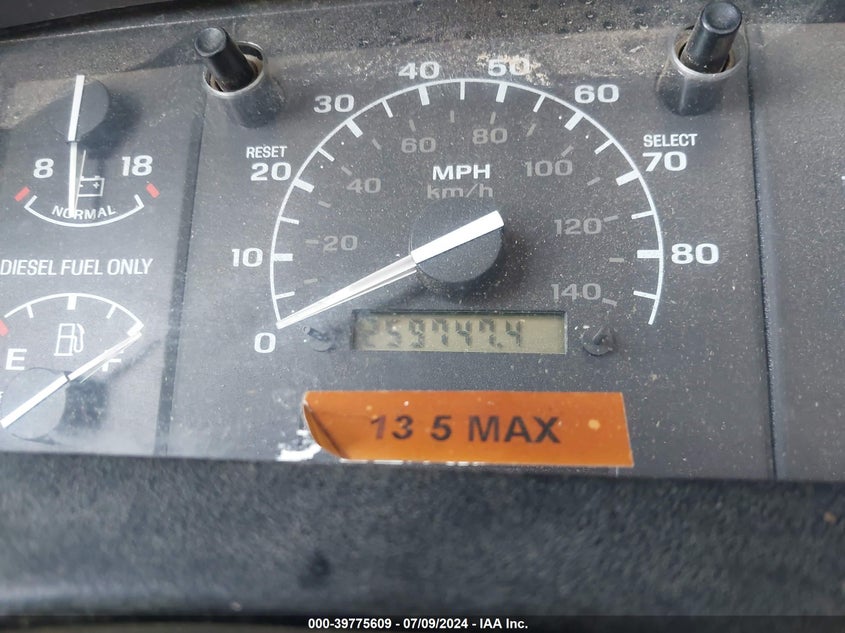 8 18
NORMAL
DIESEL FUEL ONLY
E F
RESET
SELECT
0 10 20 30 40 50 60 70 80
MPH
km/h
20 40 60 80 100 120 140
259747.4
13 5 MAX
000-39775609 - 07/09/2024 - IAA Inc.